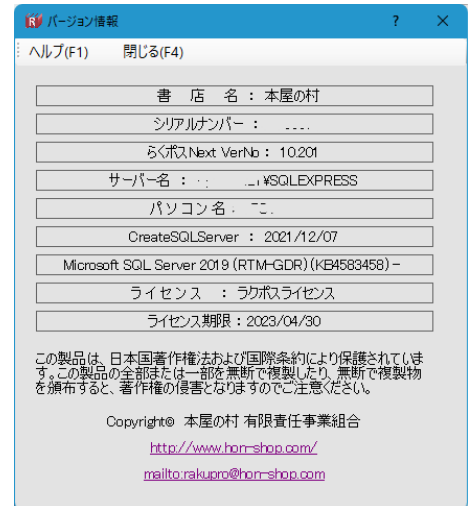 バージョン情報 ? ×
ヘルプ(F1) 閉じる(F4)
書 店 名 : 本屋の村
シリアルナンバー :
らくポスNext VerNo : 10.201
サーバー名 : ¥SQLEXPRESS
パソコン名
CreateSQLServer : 2021/12/07
Microsoft SQL Server 2019 (RTM-GDR) (KB4583458) -
ライセンス : ラクポスライセンス
ライセンス期限 : 2023/04/30
この製品は、日本国著作権法および国際条約により保護されていま
す。この製品の全部または一部を無断で複製したり、無断で複製物
を頒布すると、著作権の侵害となりますのでご注意ください。
Copyright© 本屋の村 有限責任事業組合
http://www.hon-shop.com/
mailto:rakupro@hon-shop.com